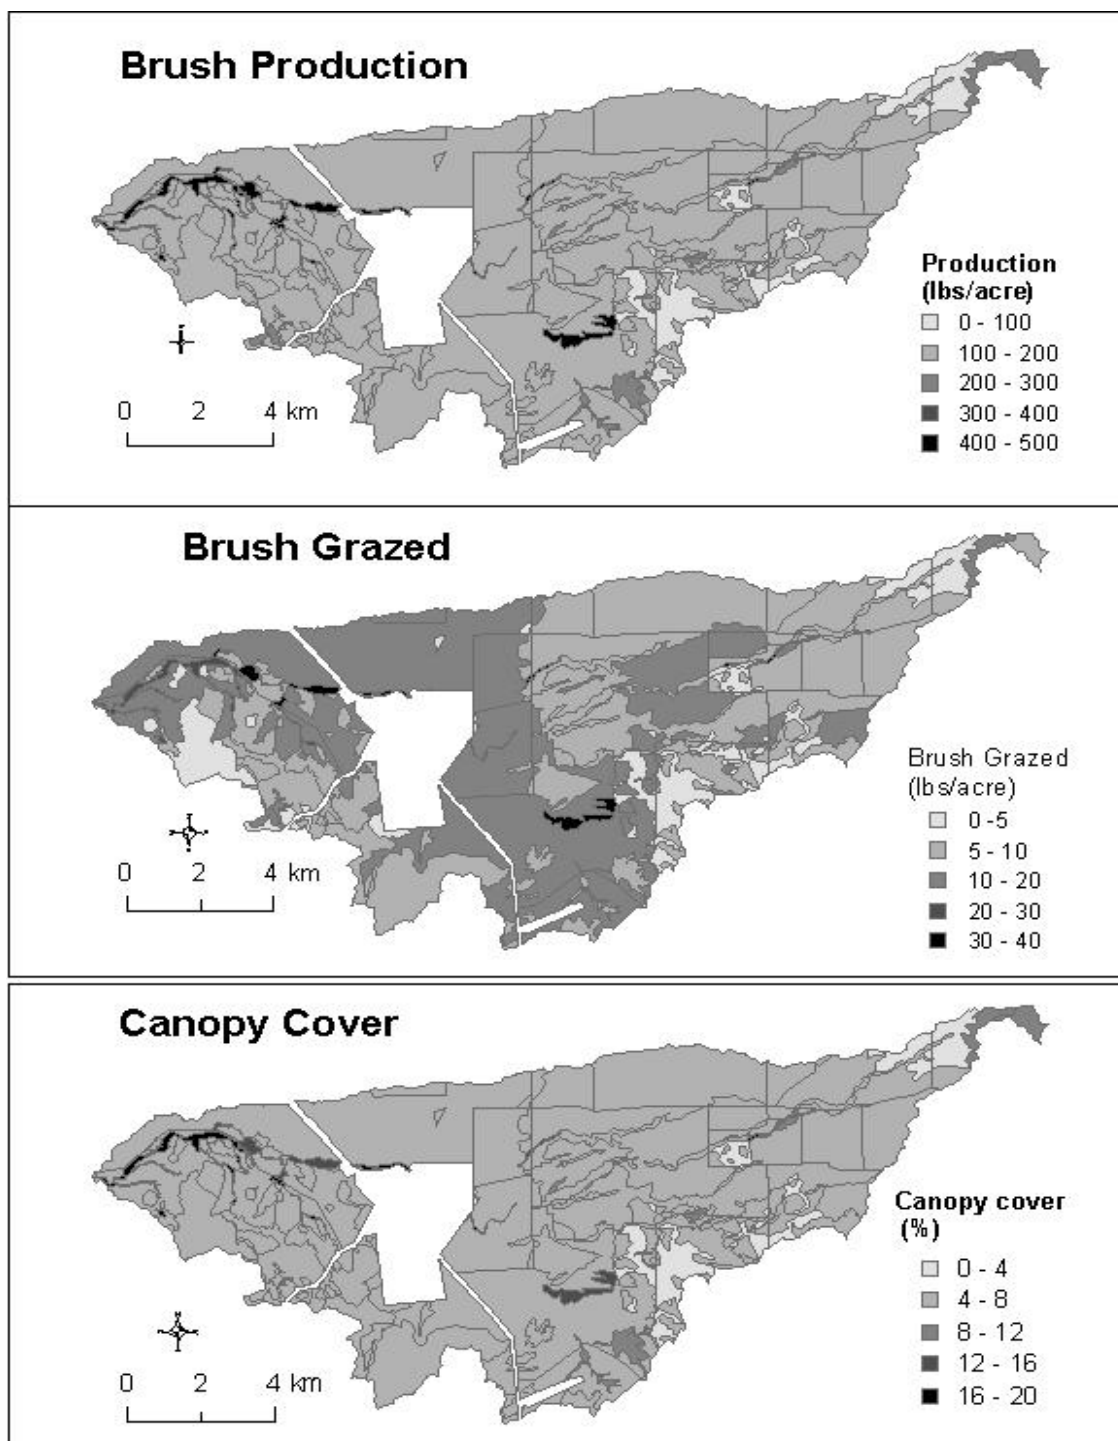 Brush Production
Production
(lbs/acre)
0 - 100
100 - 200
200 - 300
300 - 400
400 - 500
0 2 4 km
Brush Grazed
Brush Grazed
(lbs/acre)
0 -5
5 - 10
10 - 20
20 - 30
30 - 40
0 2 4 km
Canopy Cover
Canopy cover
(%)
0 - 4
4 - 8
8 - 12
12 - 16
16 - 20
0 2 4 km